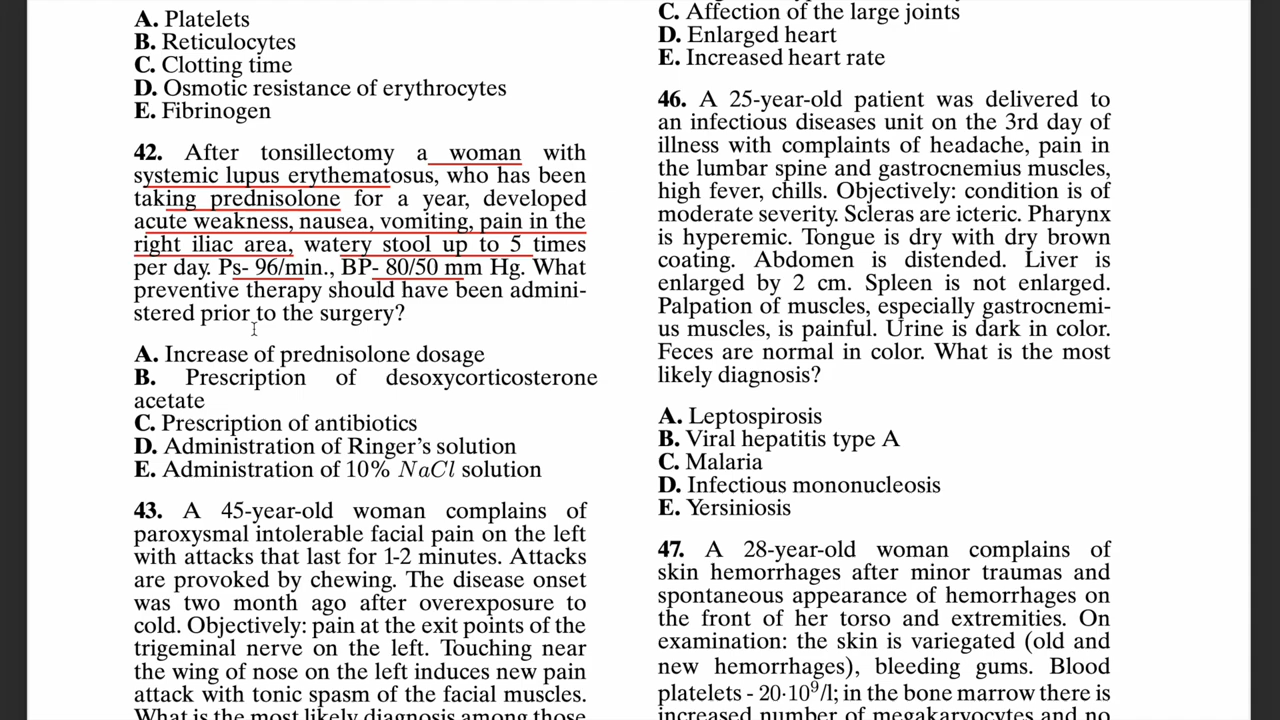 A. Platelets
B. Reticulocytes
C. Clotting time
D. Osmotic resistance of erythrocytes
E. Fibrinogen
42. After tonsillectomy a woman with
systemic lupus erythematosus, who has been
taking prednisolone for a year, developed
acute weakness, nausea, vomiting, pain in the
right iliac area, watery stool up to 5 times
per day. Ps- 96/min., BP- 80/50 mm Hg. What
preventive therapy should have been admini-
stered prior to the surgery?
A. Increase of prednisolone dosage
B. Prescription of desoxycorticosterone
acetate
C. Prescription of antibiotics
D. Administration of Ringer's solution
E. Administration of 10% NaCl solution
43. A 45-year-old woman complains of
paroxysmal intolerable facial pain on the left
with attacks that last for 1-2 minutes. Attacks
are provoked by chewing. The disease onset
was two month ago after overexposure to
cold. Objectively: pain at the exit points of the
trigeminal nerve on the left. Touching near
the wing of nose on the left induces new pain
attack with tonic spasm of the facial muscles.
What is the most likely diagnosis among those
C. Affection of the large joints
D. Enlarged heart
E. Increased heart rate
46. A 25-year-old patient was delivered to
an infectious diseases unit on the 3rd day of
illness with complaints of headache, pain in
the lumbar spine and gastrocnemius muscles,
high fever, chills. Objectively: condition is of
moderate severity. Scleras are icteric. Pharynx
is hyperemic. Tongue is dry with dry brown
coating. Abdomen is distended. Liver is
enlarged by 2 cm. Spleen is not enlarged.
Palpation of muscles, especially gastrocnemi-
us muscles, is painful. Urine is dark in color.
Feces are normal in color. What is the most
likely diagnosis?
A. Leptospirosis
B. Viral hepatitis type A
C. Malaria
D. Infectious mononucleosis
E. Yersiniosis
47. A 28-year-old woman complains of
skin hemorrhages after minor traumas and
spontaneous appearance of hemorrhages on
the front of her torso and extremities. On
examination: the skin is variegated (old and
new hemorrhages), bleeding gums. Blood
platelets - 20·10⁹/l; in the bone marrow there is
increased number of megakaryocytes and no